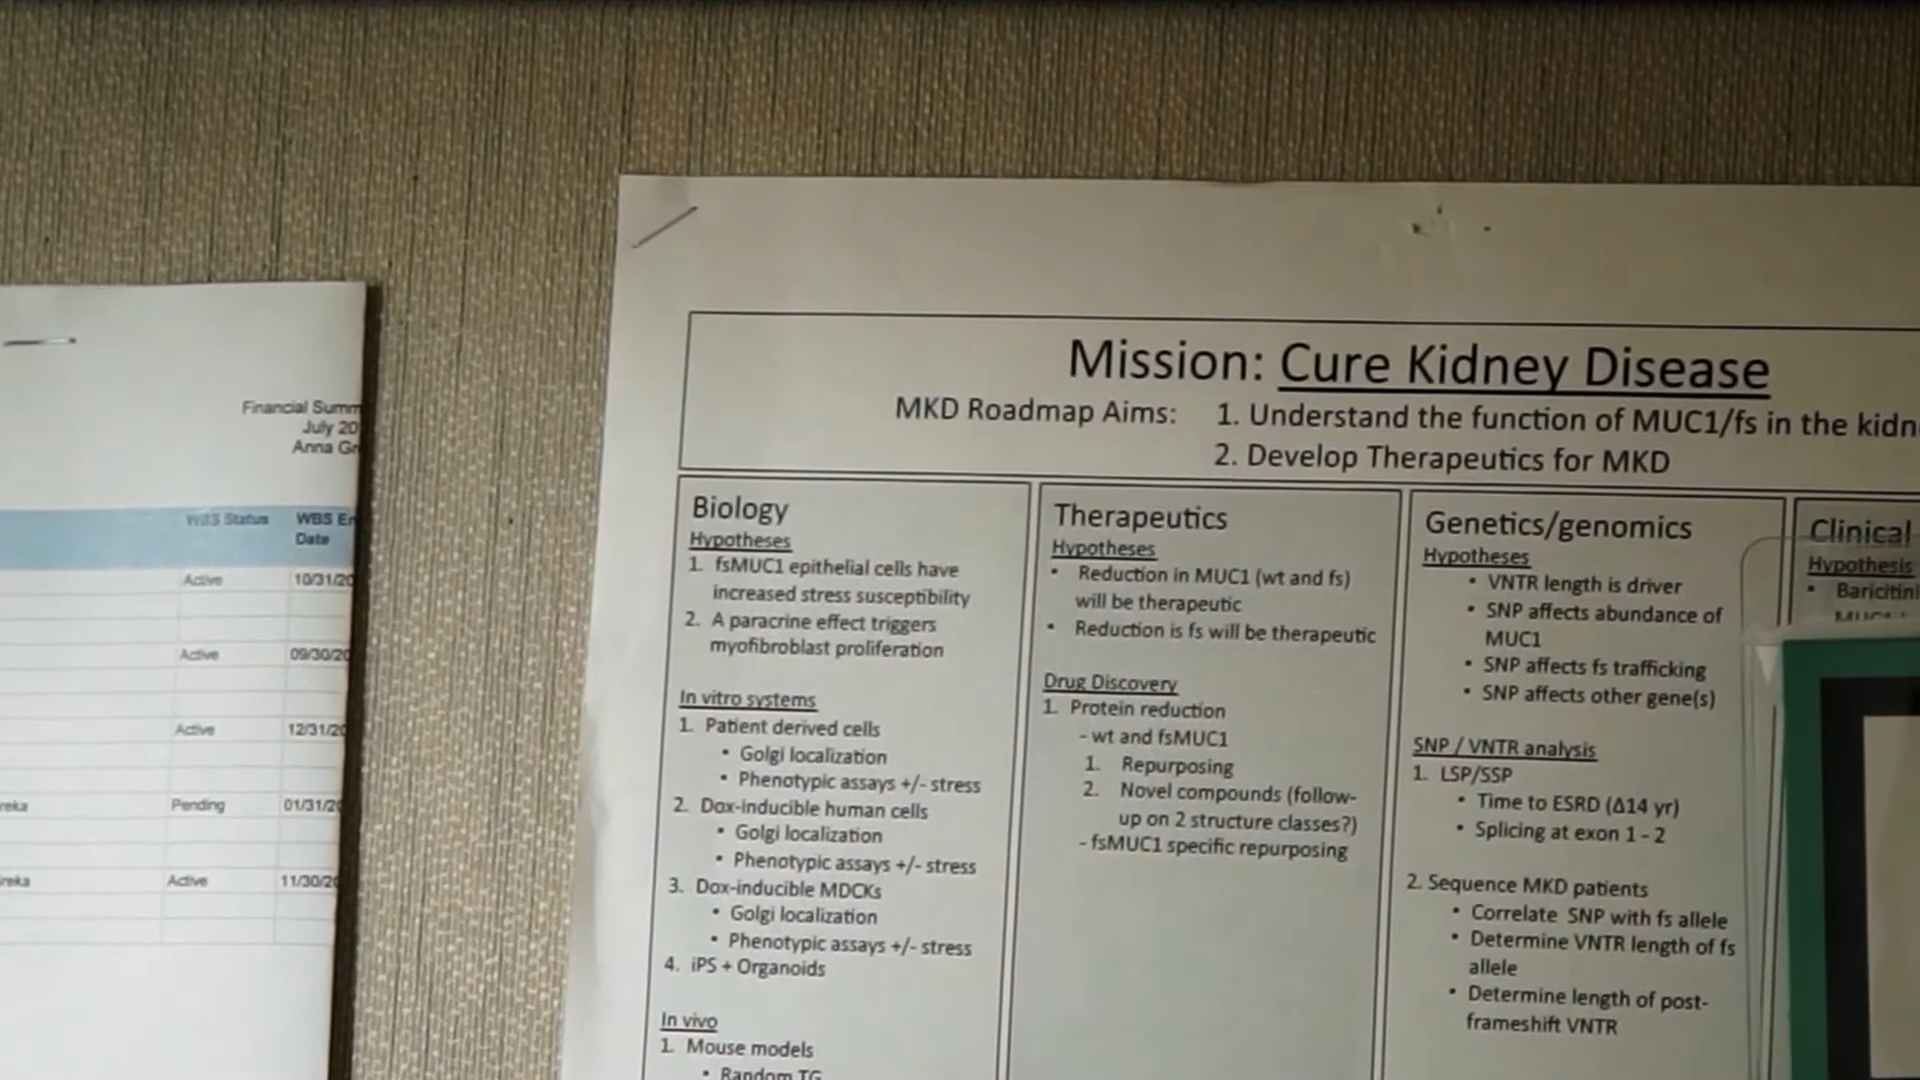 Financial Summ
July 20
Anna Gr
WBS Status WBS En
Date
Active 10/31/20
Active 09/30/20
Active 12/31/20
reka Pending 01/31/20
reka Active 11/30/20
Mission: Cure Kidney Disease
MKD Roadmap Aims: 1. Understand the function of MUC1/fs in the kidn
2. Develop Therapeutics for MKD
Biology
Hypotheses
1. fsMUC1 epithelial cells have
increased stress susceptibility
2. A paracrine effect triggers
myofibroblast proliferation
In vitro systems
1. Patient derived cells
• Golgi localization
• Phenotypic assays +/- stress
2. Dox-inducible human cells
• Golgi localization
• Phenotypic assays +/- stress
3. Dox-inducible MDCKs
• Golgi localization
• Phenotypic assays +/- stress
4. iPS + Organoids
In vivo
1. Mouse models
• Random TG
Therapeutics
Hypotheses
• Reduction in MUC1 (wt and fs)
will be therapeutic
• Reduction is fs will be therapeutic
Drug Discovery
1. Protein reduction
- wt and fsMUC1
1. Repurposing
2. Novel compounds (follow-
up on 2 structure classes?)
- fsMUC1 specific repurposing
Genetics/genomics
Hypotheses
• VNTR length is driver
• SNP affects abundance of
MUC1
• SNP affects fs trafficking
• SNP affects other gene(s)
SNP / VNTR analysis
1. LSP/SSP
• Time to ESRD (Δ14 yr)
• Splicing at exon 1 - 2
2. Sequence MKD patients
• Correlate SNP with fs allele
• Determine VNTR length of fs
allele
• Determine length of post-
frameshift VNTR
Clinical
Hypothesis
• Baricitini